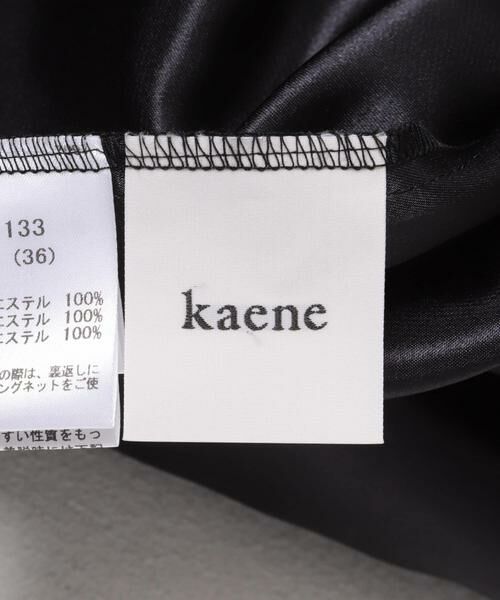 133
(36)
エステル 100%
エステル 100%
エステル 100%
の際は、裏返しに
ングネットをご使
すい性質をもっ
kaene